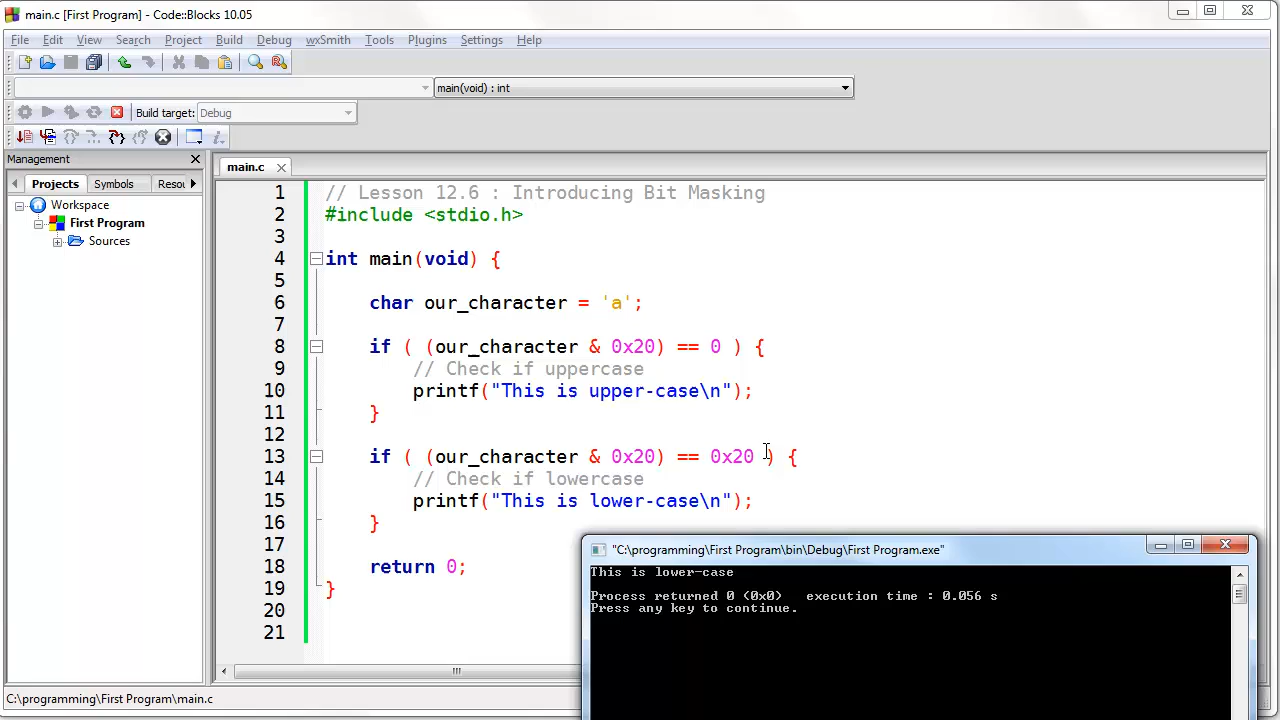 main.c [First Program] - Code::Blocks 10.05
File Edit View Search Project Build Debug wxSmith Tools Plugins Settings Help
main(void) : int
Build target: Debug
Management
main.c
Projects Symbols Resou
Workspace
First Program
Sources
1 // Lesson 12.6 : Introducing Bit Masking
2 #include <stdio.h>
3
4 int main(void) {
5
6 char our_character = 'a';
7
8 if ( (our_character & 0x20) == 0 ) {
9 // Check if uppercase
10 printf("This is upper-case\n");
11 }
12
13 if ( (our_character & 0x20) == 0x20 ) {
14 // Check if lowercase
15 printf("This is lower-case\n");
16 }
17
18 return 0;
19 }
20
21
"C:\programming\First Program\bin\Debug\First Program.exe"
This is lower-case
Process returned 0 (0x0) execution time : 0.056 s
Press any key to continue.
C:\programming\First Program\main.c